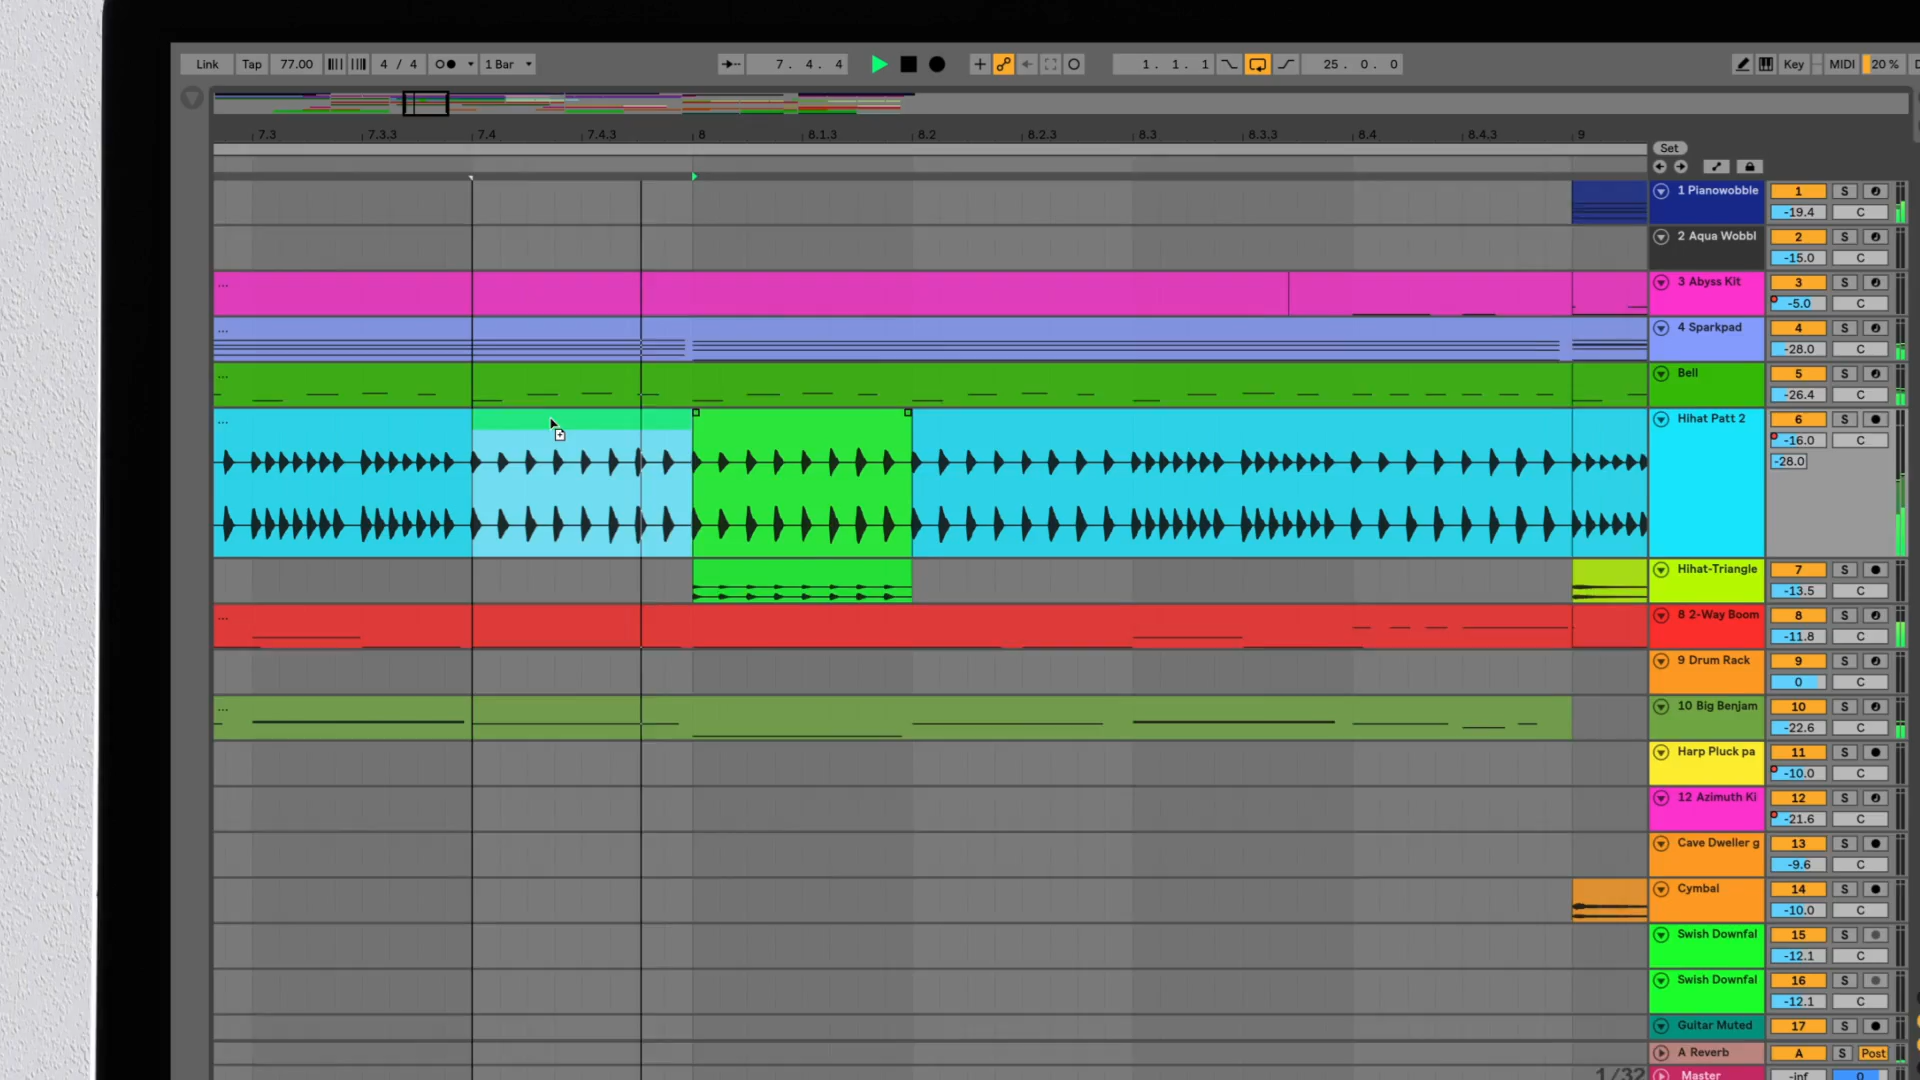 Link Tap 77.00 4 / 4 1 Bar 7. 4. 4 1. 1. 1 25. 0. 0 Key MIDI 20 %
7.3 7.3.3 7.4 7.4.3 8 8.1.3 8.2 8.2.3 8.3 8.3.3 8.4 8.4.3 9
Set
1 Pianowobble 1 S
-19.4 C
2 Aqua Wobbl 2 S
-15.0 C
... 3 Abyss Kit 3 S
-5.0 C
... 4 Sparkpad 4 S
-28.0 C
... Bell 5 S
-26.4 C
... Hihat Patt 2 6 S
-16.0 C
-28.0
Hihat-Triangle 7 S
-13.5 C
... 8 2-Way Boom 8 S
-11.8 C
9 Drum Rack 9 S
0 C
... 10 Big Benjam 10 S
-22.6 C
Harp Pluck pa 11 S
-10.0 C
12 Azimuth Ki 12 S
-21.6 C
Cave Dweller g 13 S
-9.6 C
Cymbal 14 S
-10.0 C
Swish Downfal 15 S
-12.1 C
Swish Downfal 16 S
-12.1 C
Guitar Muted 17 S
A Reverb A S Post
1/32 Master -inf 0